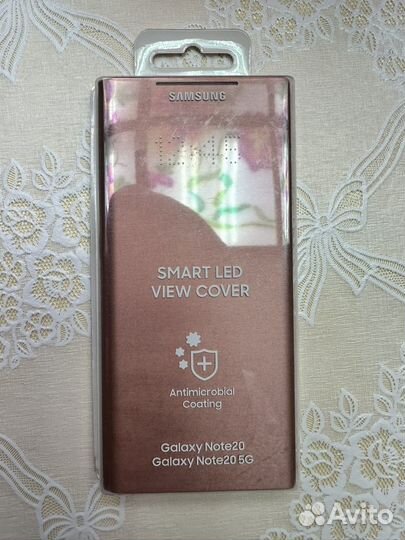 SAMSUNG
SMART LED
VIEW COVER
Antimicrobial
Coating
Galaxy Note20
Galaxy Note20 5G
Avito